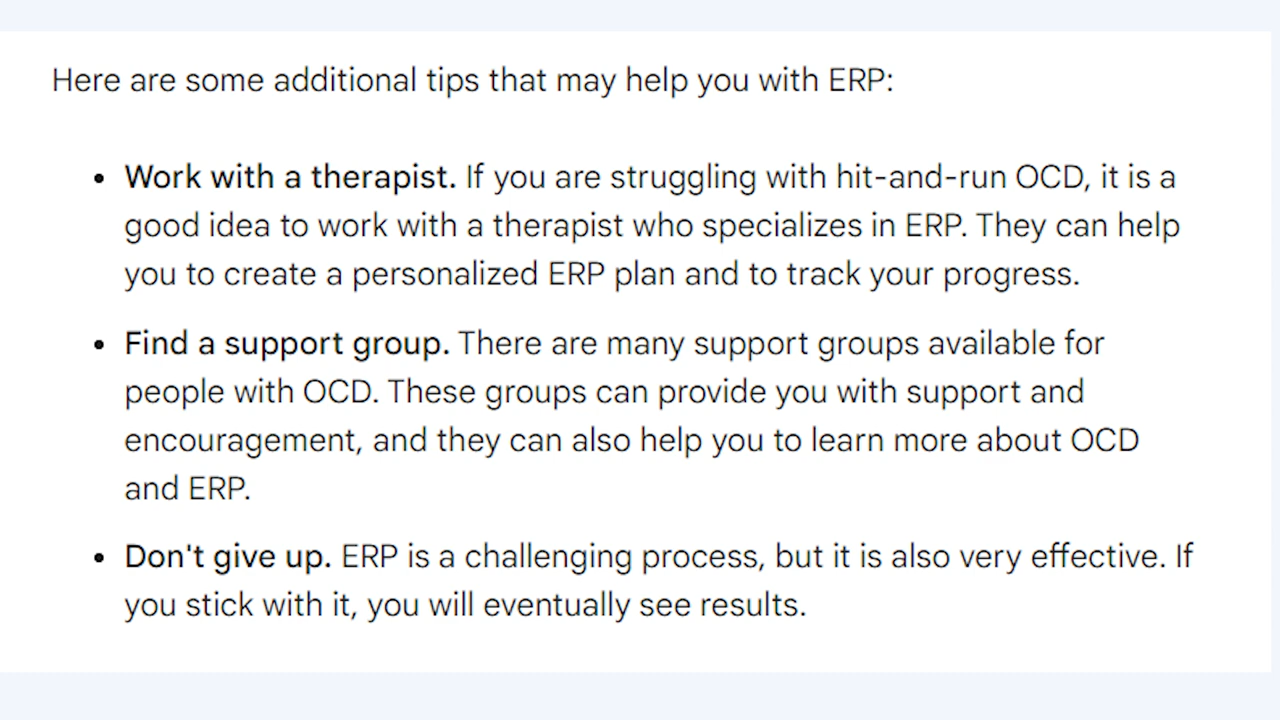 Here are some additional tips that may help you with ERP:
• Work with a therapist. If you are struggling with hit-and-run OCD, it is a
good idea to work with a therapist who specializes in ERP. They can help
you to create a personalized ERP plan and to track your progress.
• Find a support group. There are many support groups available for
people with OCD. These groups can provide you with support and
encouragement, and they can also help you to learn more about OCD
and ERP.
• Don't give up. ERP is a challenging process, but it is also very effective. If
you stick with it, you will eventually see results.